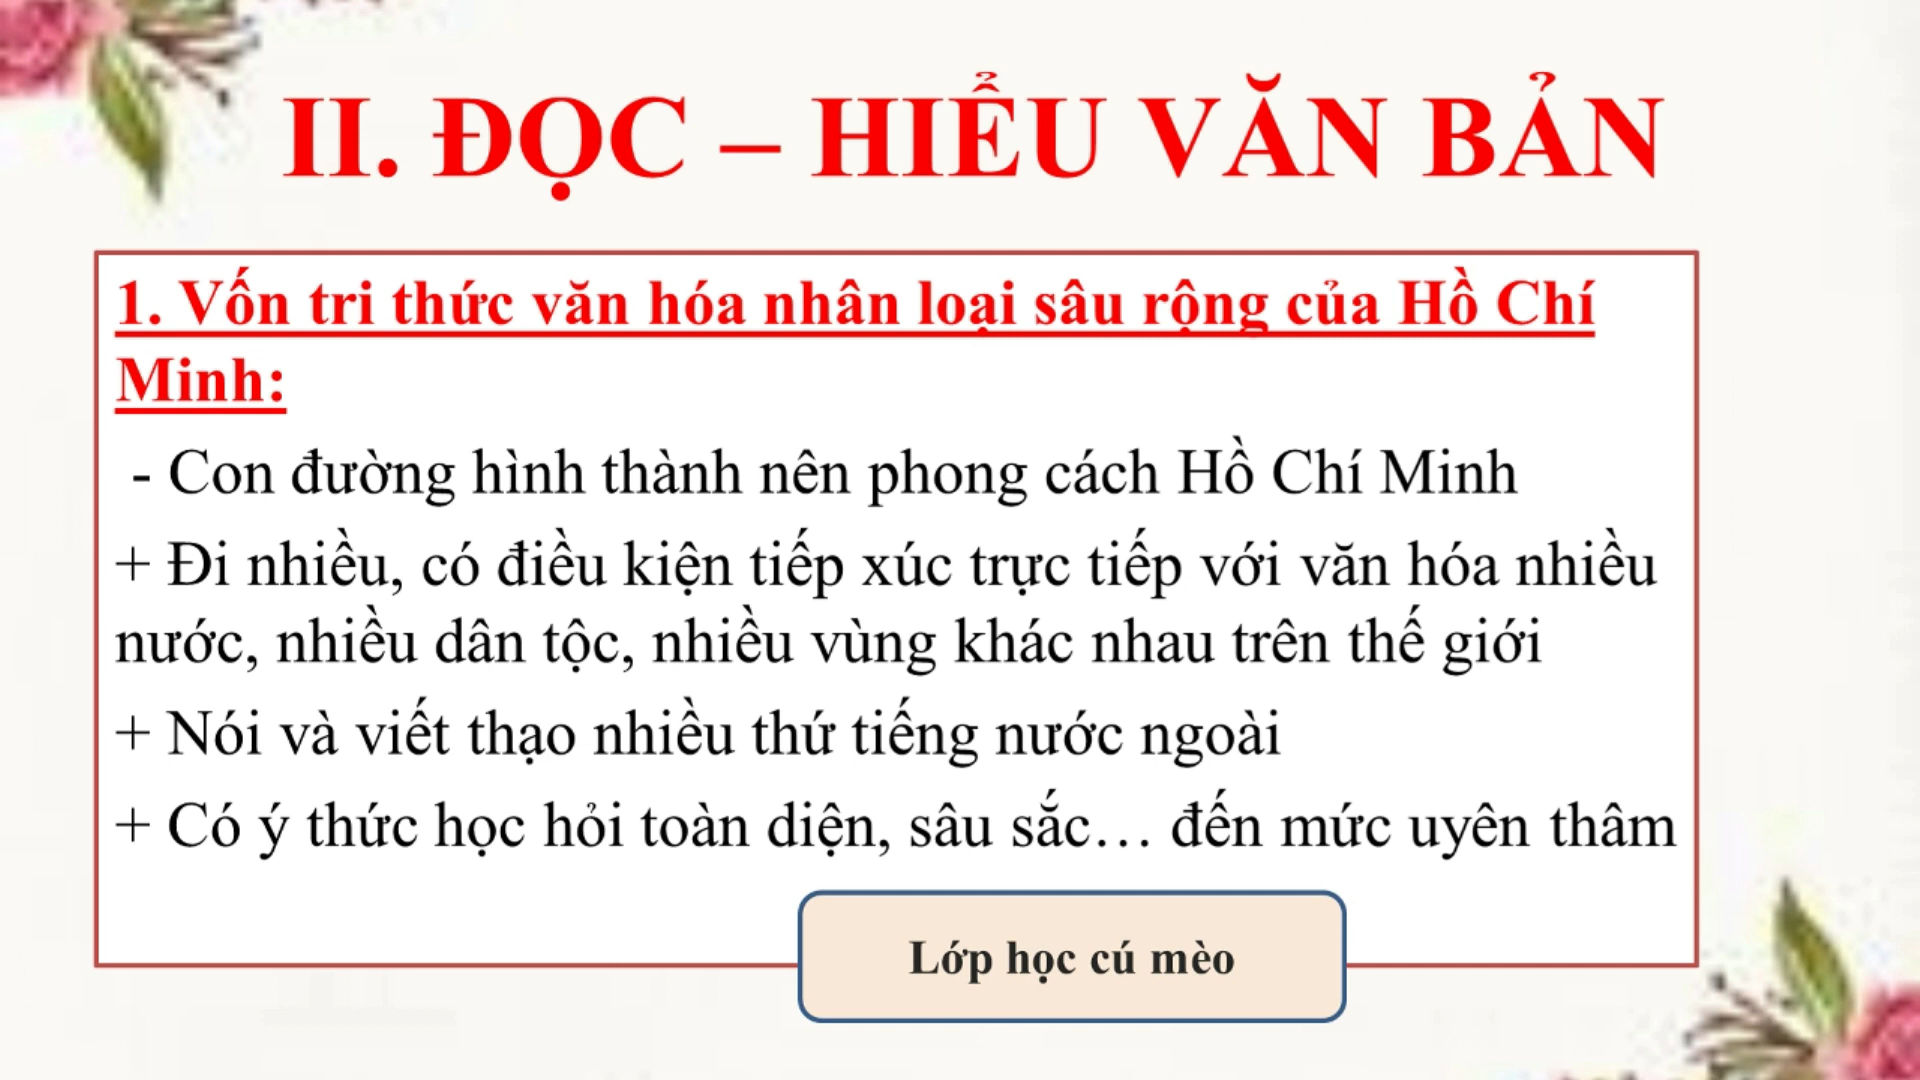 II. ĐỌC – HIỂU VĂN BẢN
1. Vốn tri thức văn hóa nhân loại sâu rộng của Hồ Chí
Minh:
- Con đường hình thành nên phong cách Hồ Chí Minh
+ Đi nhiều, có điều kiện tiếp xúc trực tiếp với văn hóa nhiều
nước, nhiều dân tộc, nhiều vùng khác nhau trên thế giới
+ Nói và viết thạo nhiều thứ tiếng nước ngoài
+ Có ý thức học hỏi toàn diện, sâu sắc… đến mức uyên thâm
Lớp học cú mèo